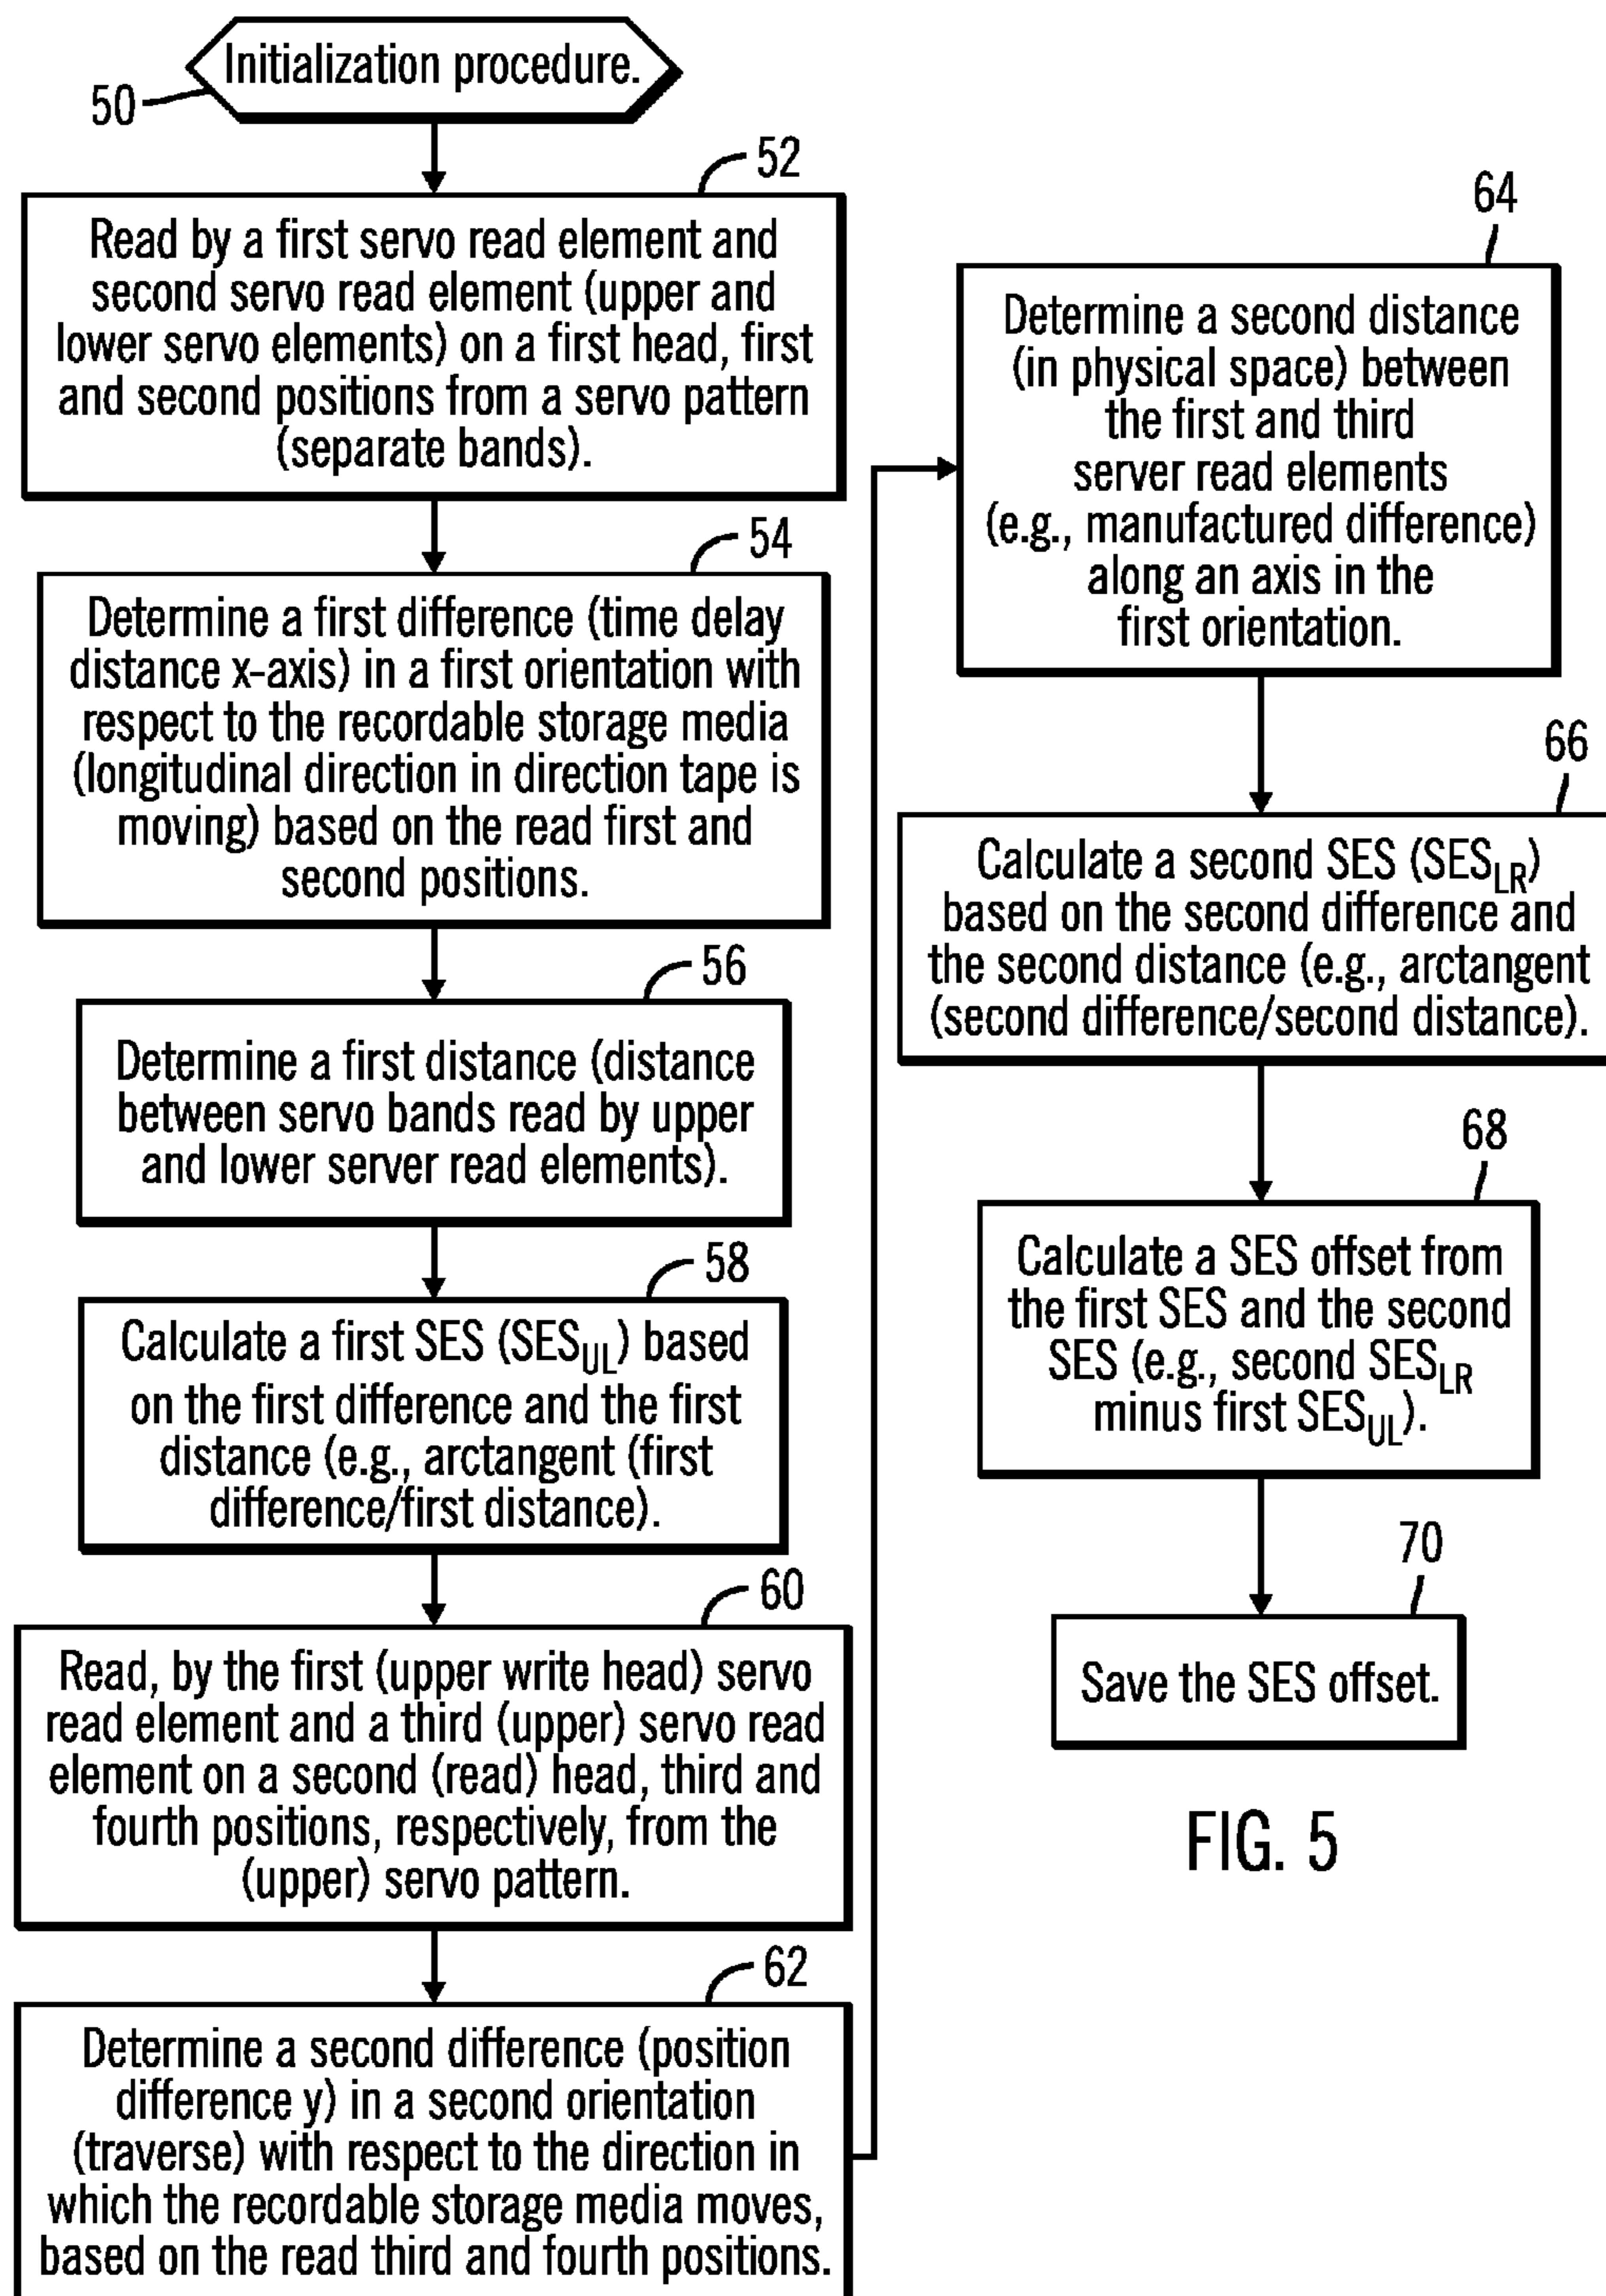 Initialization procedure.
50
52
Read by a first servo read element and
second servo read element (upper and
lower servo elements) on a first head, first
and second positions from a servo pattern
(separate bands).
54
Determine a first difference (time delay
distance x-axis) in a first orientation with
respect to the recordable storage media
(longitudinal direction in direction tape is
moving) based on the read first and
second positions.
56
Determine a first distance (distance
between servo bands read by upper
and lower server read elements).
58
Calculate a first SES (SES_UL) based
on the first difference and the first
distance (e.g., arctangent (first
difference/first distance).
60
Read, by the first (upper write head) servo
read element and a third (upper) servo read
element on a second (read) head, third and
fourth positions, respectively, from the
(upper) servo pattern.
62
Determine a second difference (position
difference y) in a second orientation
(traverse) with respect to the direction in
which the recordable storage media moves,
based on the read third and fourth positions.
64
Determine a second distance
(in physical space) between
the first and third
server read elements
(e.g., manufactured difference)
along an axis in the
first orientation.
66
Calculate a second SES (SES_LR)
based on the second difference and
the second distance (e.g., arctangent
(second difference/second distance).
68
Calculate a SES offset from
the first SES and the second
SES (e.g., second SES_LR
minus first SES_UL).
70
Save the SES offset.
FIG. 5